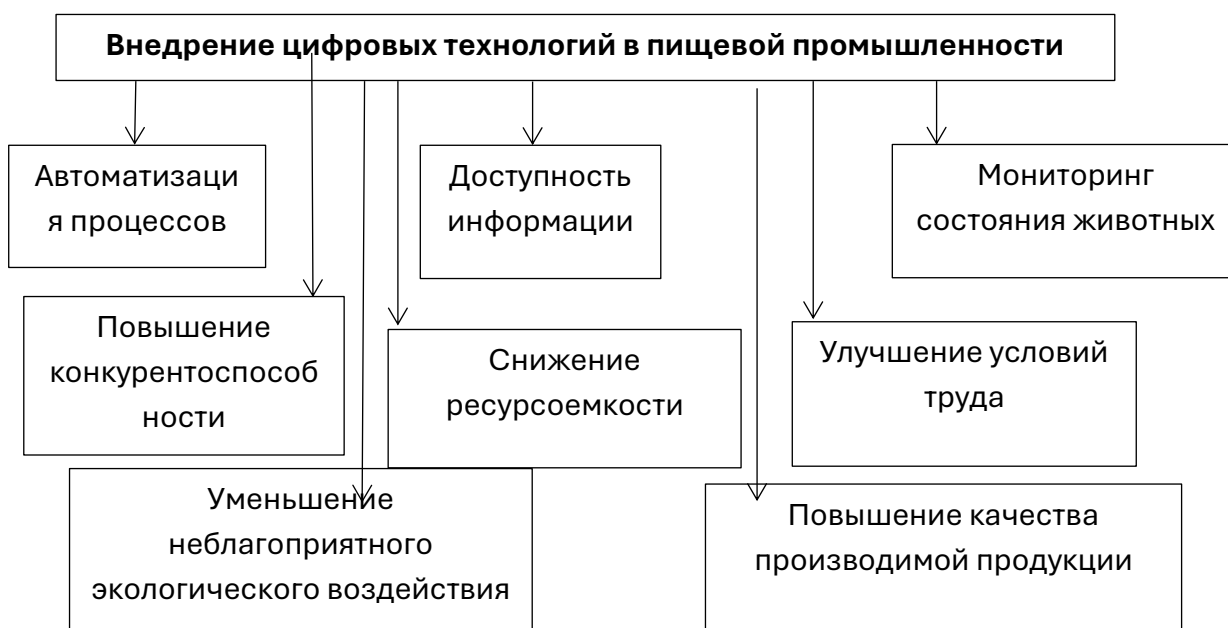 Внедрение цифровых технологий в пищевой промышленности
Автоматизаци
я процессов
Доступность
информации
Мониторинг
состояния животных
Повышение
конкурентоспособ
ности
Снижение
ресурсоемкости
Улучшение условий
труда
Уменьшение
неблагоприятного
экологического воздействия
Повышение качества
производимой продукции